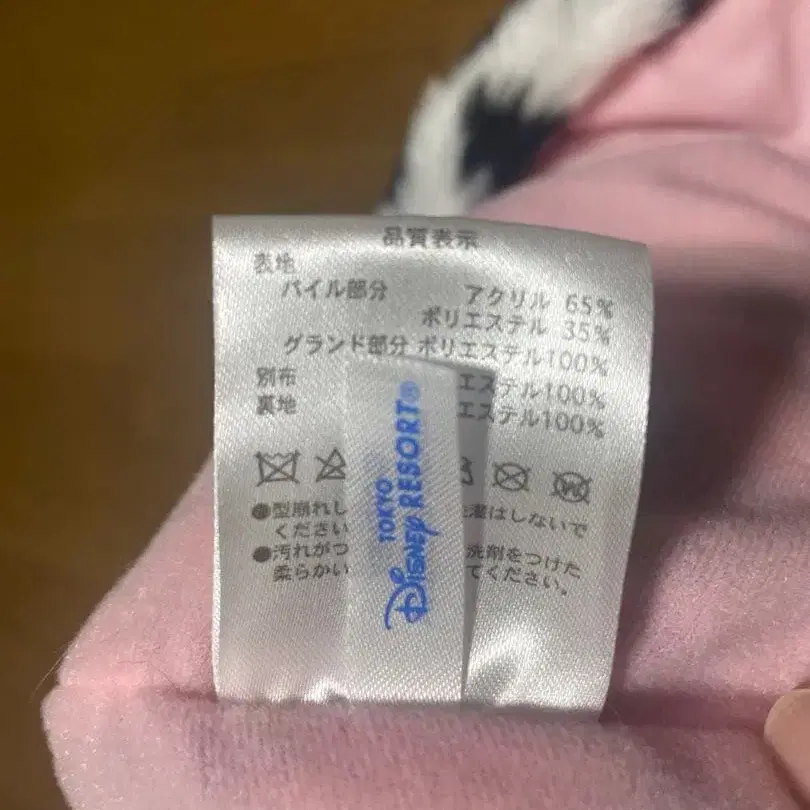 品質表示
表地
パイル部分 アクリル 65%
ポリエステル 35%
グランド部分 ポリエステル100%
別布 エステル100%
裏地 エステル100%
●型崩れし 濯はしないで
ください
●汚れがつ 洗剤をつけた
柔らかい てください。
TOKYO
DISNEY RESORT®